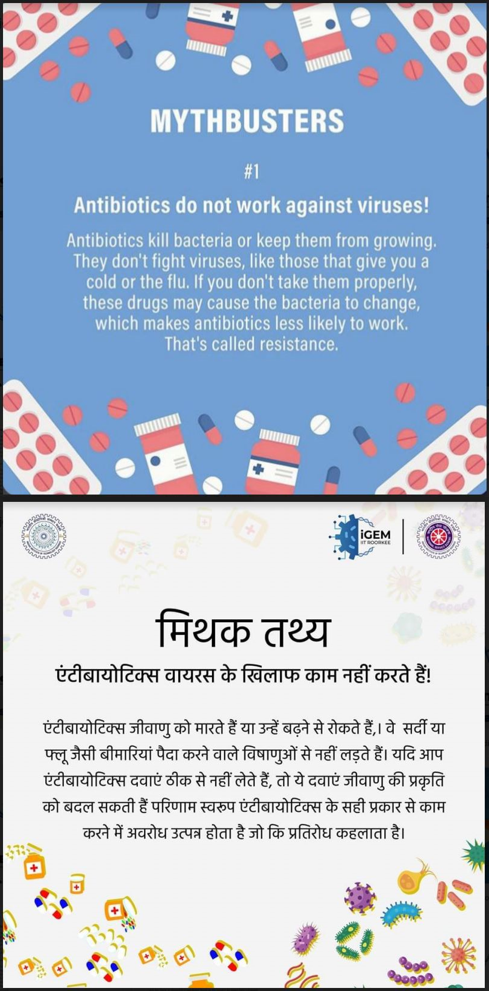 MYTHBUSTERS
#1
Antibiotics do not work against viruses!
Antibiotics kill bacteria or keep them from growing.
They don't fight viruses, like those that give you a
cold or the flu. If you don't take them properly,
these drugs may cause the bacteria to change,
which makes antibiotics less likely to work.
That's called resistance.
iGEM
IIT ROORKEE
मिथक तथ्य
एंटीबायोटिक्स वायरस के खिलाफ काम नहीं करते हैं!
एंटीबायोटिक्स जीवाणु को मारते हैं या उन्हें बढ़ने से रोकते हैं,। वे सर्दी या
फ्लू जैसी बीमारियां पैदा करने वाले विषाणुओं से नहीं लड़ते हैं। यदि आप
एंटीबायोटिक्स दवाएं ठीक से नहीं लेते हैं, तो ये दवाएं जीवाणु की प्रकृति
को बदल सकती हैं परिणाम स्वरूप एंटीबायोटिक्स के सही प्रकार से काम
करने में अवरोध उत्पन्न होता है जो कि प्रतिरोध कहलाता है।